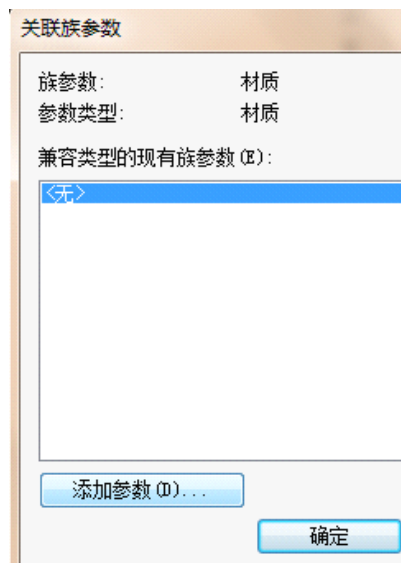 关联族参数
族参数: 材质
参数类型: 材质
兼容类型的现有族参数(E):
<无>
添加参数(D)...
确定